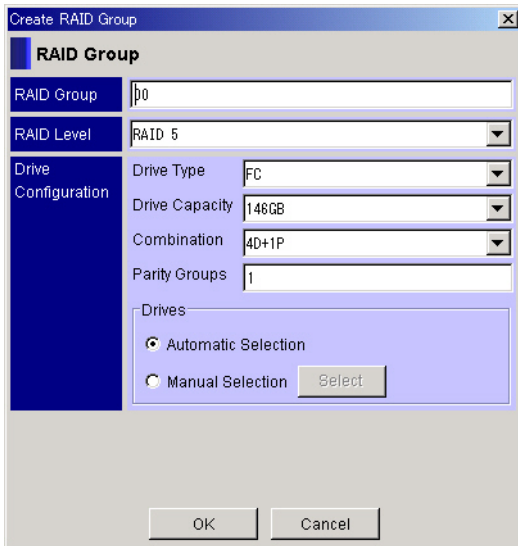 Create RAID Group
RAID Group
RAID Group 00
RAID Level RAID 5
Drive Configuration
Drive Type FC
Drive Capacity 146GB
Combination 4D+1P
Parity Groups 1
Drives
Automatic Selection
Manual Selection Select
OK Cancel